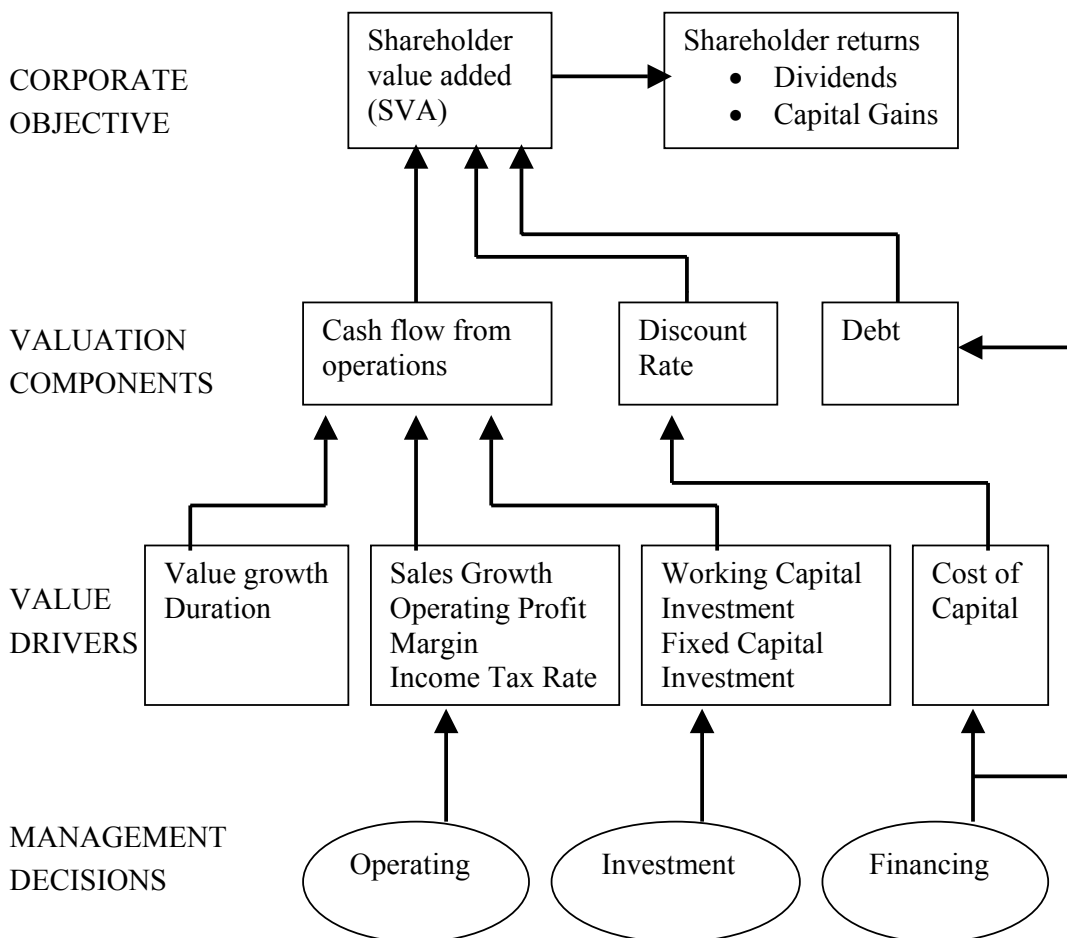 CORPORATE
OBJECTIVE
Shareholder
value added
(SVA)
Shareholder returns
• Dividends
• Capital Gains
VALUATION
COMPONENTS
Cash flow from
operations
Discount
Rate
Debt
VALUE
DRIVERS
Value growth
Duration
Sales Growth
Operating Profit
Margin
Income Tax Rate
Working Capital
Investment
Fixed Capital
Investment
Cost of
Capital
MANAGEMENT
DECISIONS
Operating
Investment
Financing